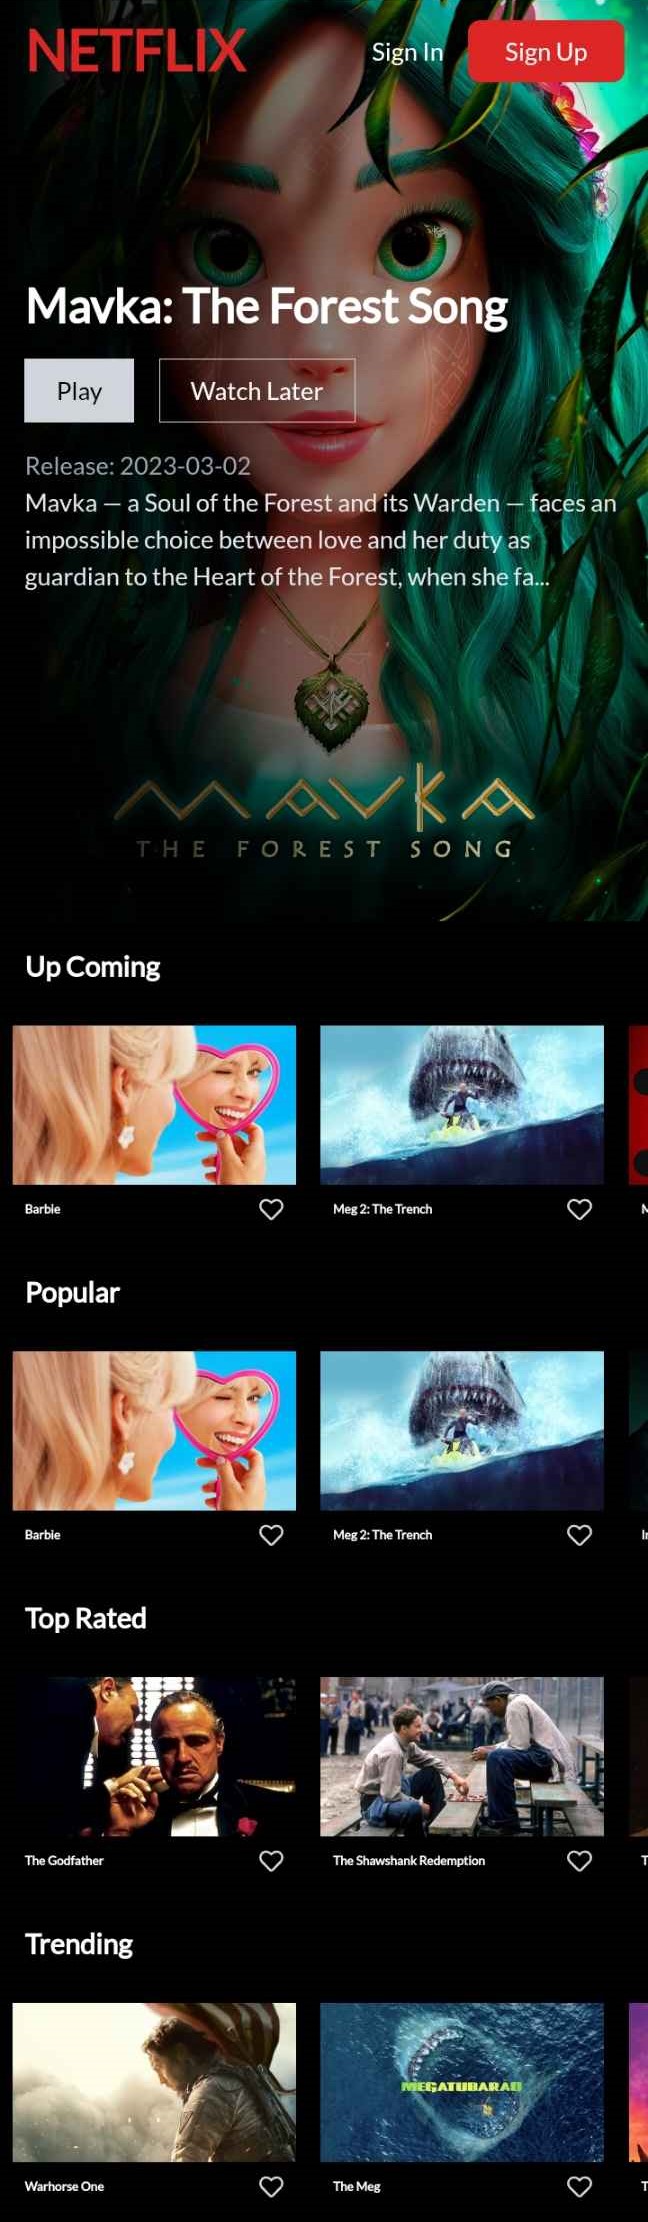 NETFLIX
Sign In
Sign Up
Mavka: The Forest Song
Play
Watch Later
Release: 2023-03-02
Mavka — a Soul of the Forest and its Warden — faces an
impossible choice between love and her duty as
guardian to the Heart of the Forest, when she fa...
MAVKA
THE FOREST SONG
Up Coming
Barbie
Meg 2: The Trench
Popular
Barbie
Meg 2: The Trench
Top Rated
The Godfather
The Shawshank Redemption
Trending
MEGATUBARÃO
Warhorse One
The Meg